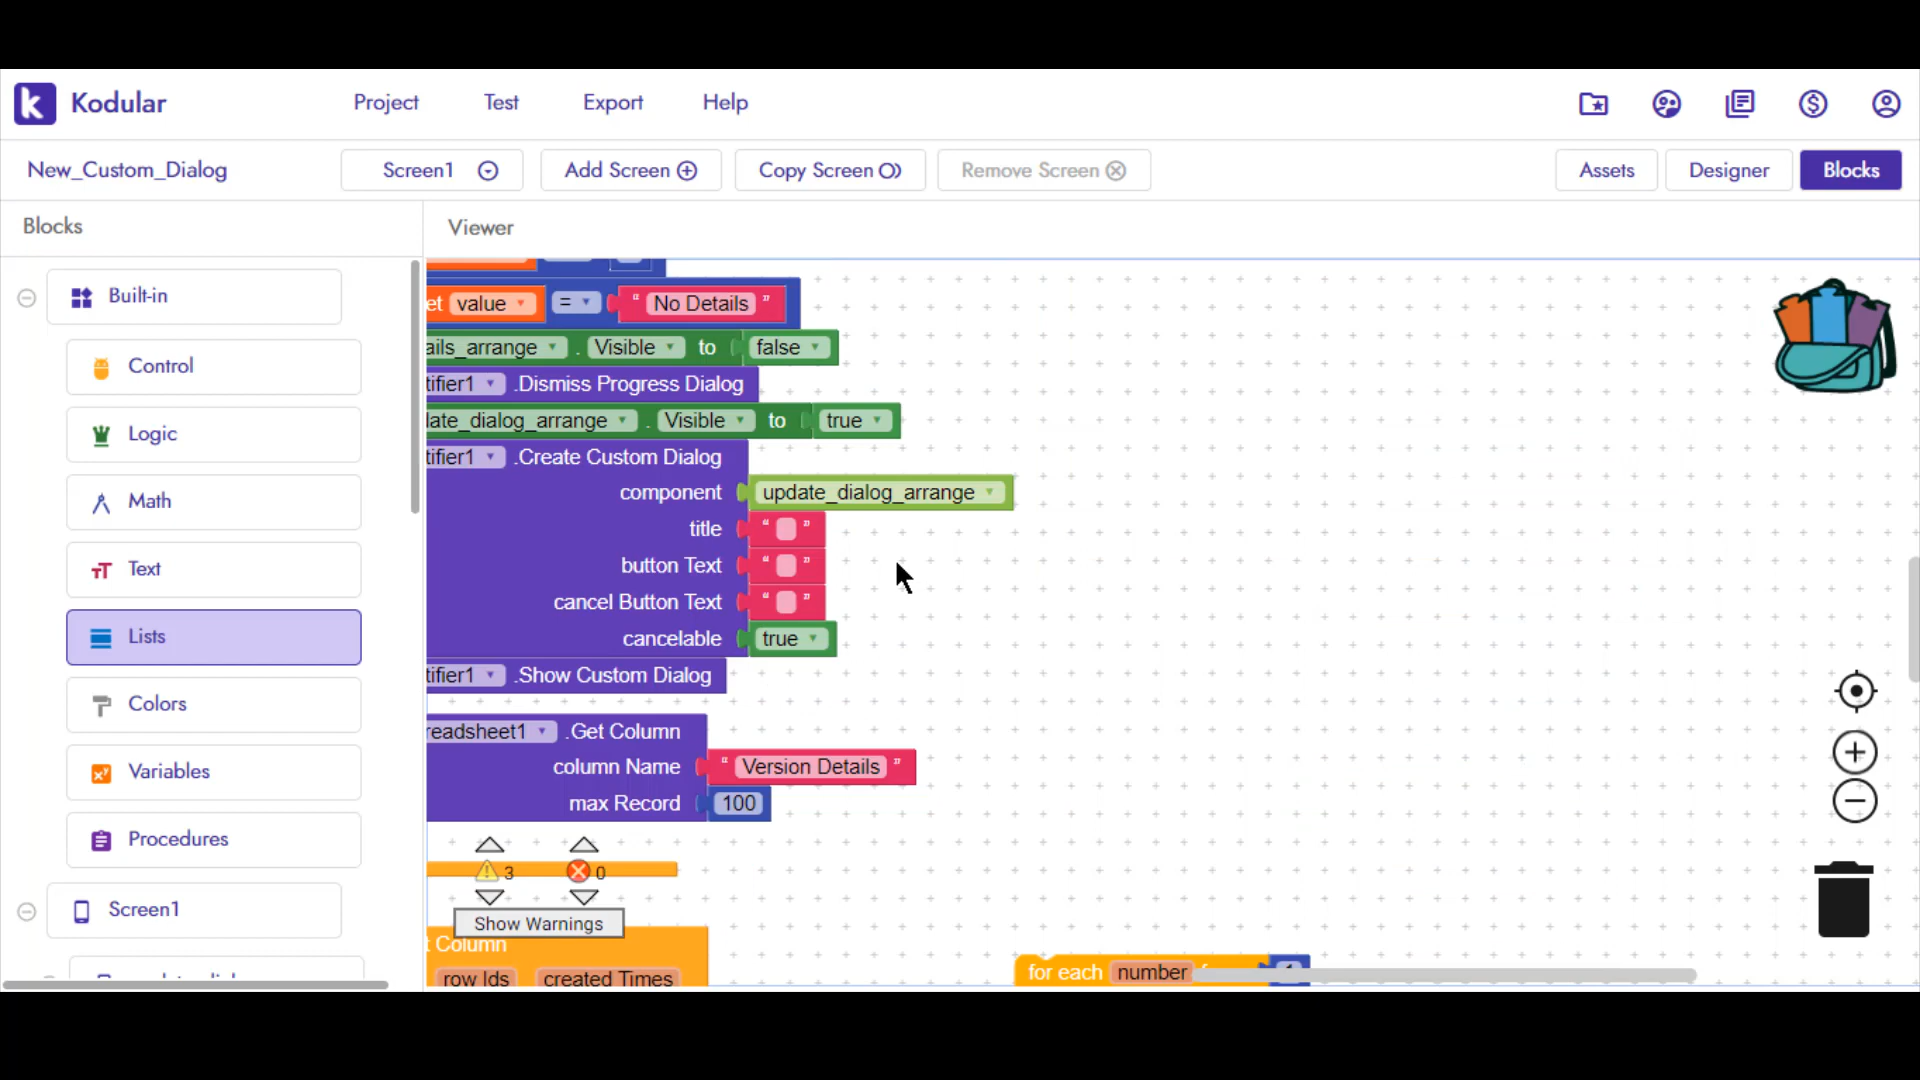 Kodular
Project
Test
Export
Help
New_Custom_Dialog
Screen1
Add Screen
Copy Screen
Remove Screen
Assets
Designer
Blocks
Blocks
Viewer
Built-in
Control
Logic
Math
Text
Lists
Colors
Variables
Procedures
Screen1
et value = " No Details "
ails_arrange . Visible to false
tifier1 .Dismiss Progress Dialog
late_dialog_arrange . Visible to true
tifier1 .Create Custom Dialog
component update_dialog_arrange
title " "
button Text " "
cancel Button Text " "
cancelable true
tifier1 .Show Custom Dialog
readsheet1 .Get Column
column Name " Version Details "
max Record 100
3 0
Show Warnings
t Column
row Ids created Times
for each number